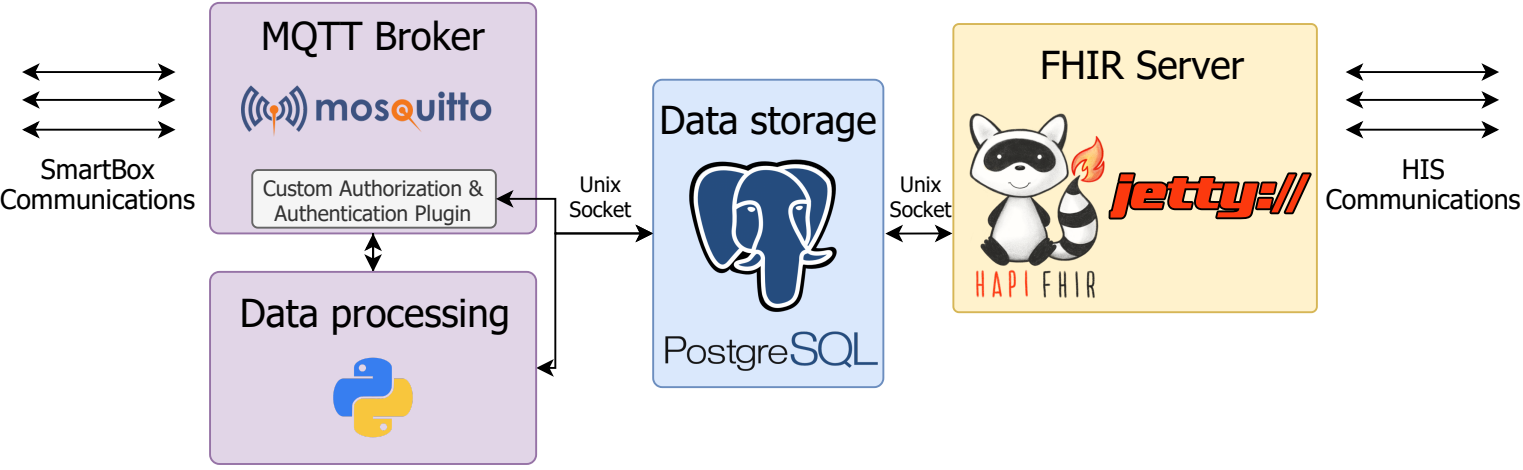 MQTT Broker
mosquitto
SmartBox
Communications
Custom Authorization &
Authentication Plugin
Data processing
Unix
Socket
Data storage
PostgreSQL
Unix
Socket
FHIR Server
jetty://
HAPI FHIR
HIS
Communications